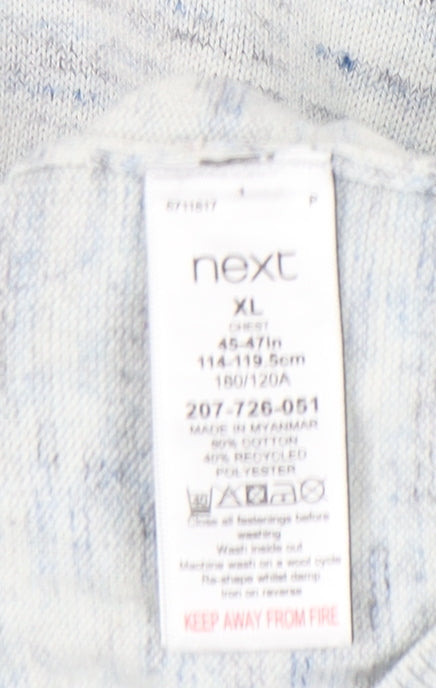 5711517 P
next
XL
CHEST
45-47in
114-119.5cm
180/120A
207-726-051
MADE IN MYANMAR
60% COTTON
40% RECYCLED
POLYESTER
40
Close all fastenings before
washing
Wash inside out
Machine wash on a wool cycle
Re-shape whilst damp
Iron on reverse
KEEP AWAY FROM FIRE